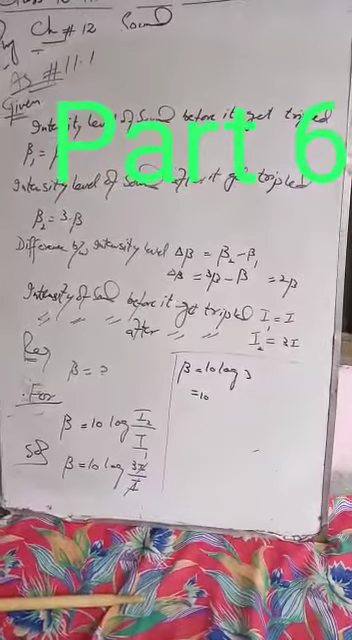 Ch # 12 Sound
AS # 11.1
Given
Intensity level of Sound before it get tripled
Part 6
β₁ =
Intensity level of Sound after it get tripled
β₂ = 3β
Difference b/w intensity level Δβ = β₂ - β₁
Δβ = 3β - β = 2β
Intensity of Sound before it get tripled I₁ = I
〃 〃 〃 after 〃 〃 I₂ = 3I
Req
β = ?
For
β = 10 log I₂/I₁
Sol
β = 10 log 3I/I
β = 10 log 3
= 10